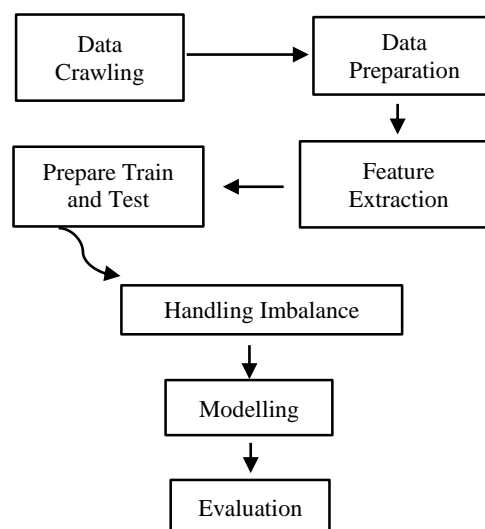 Data
Crawling
Data
Preparation
Feature
Extraction
Prepare Train
and Test
Handling Imbalance
Modelling
Evaluation